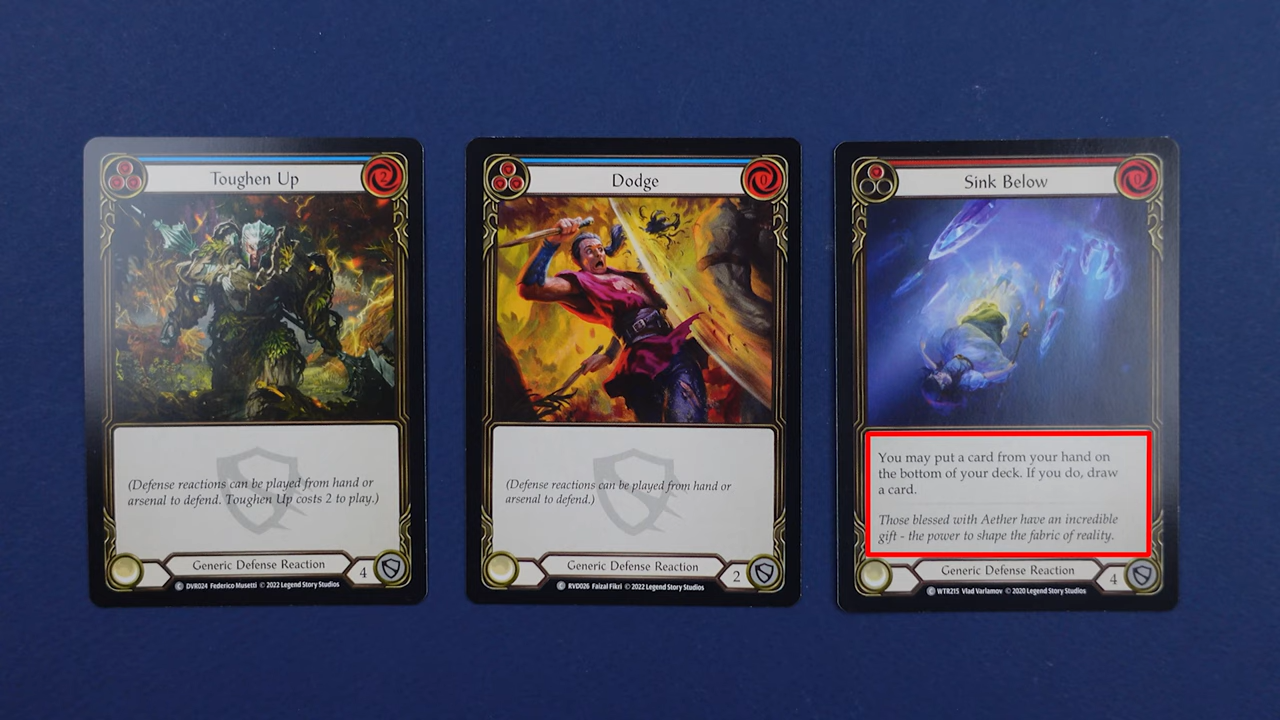 Toughen Up
2
(Defense reactions can be played from hand or
arsenal to defend. Toughen Up costs 2 to play.)
Generic Defense Reaction
4
C DVR024 Federico Musetti © 2022 Legend Story Studios
Dodge
0
(Defense reactions can be played from hand or
arsenal to defend.)
Generic Defense Reaction
2
C RVD026 Faizal Fikri © 2022 Legend Story Studios
Sink Below
0
You may put a card from your hand on
the bottom of your deck. If you do, draw
a card.
Those blessed with Aether have an incredible
gift - the power to shape the fabric of reality.
Generic Defense Reaction
4
C WTR215 Vlad Varlamov © 2020 Legend Story Studios